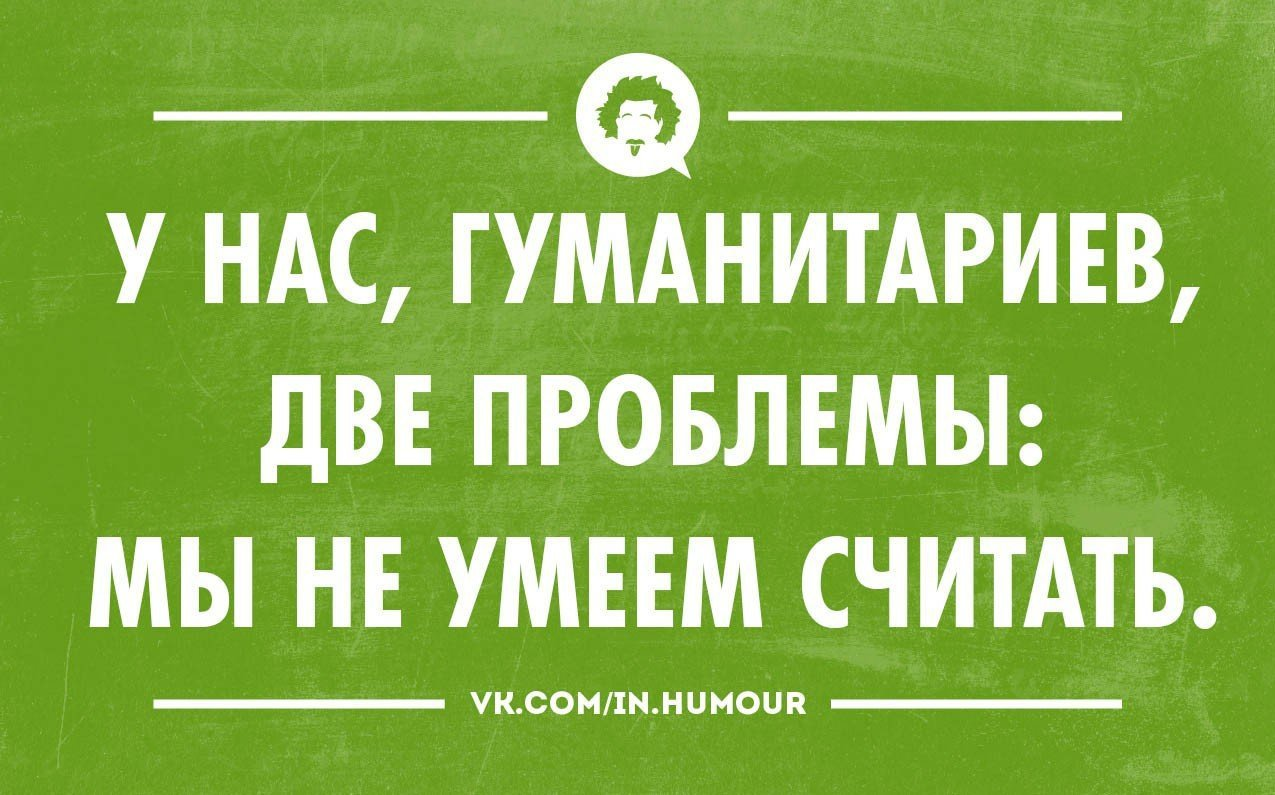 У НАС, ГУМАНИТАРИЕВ,
ДВЕ ПРОБЛЕМЫ:
МЫ НЕ УМЕЕМ СЧИТАТЬ.
VK.COM/IN.HUMOUR